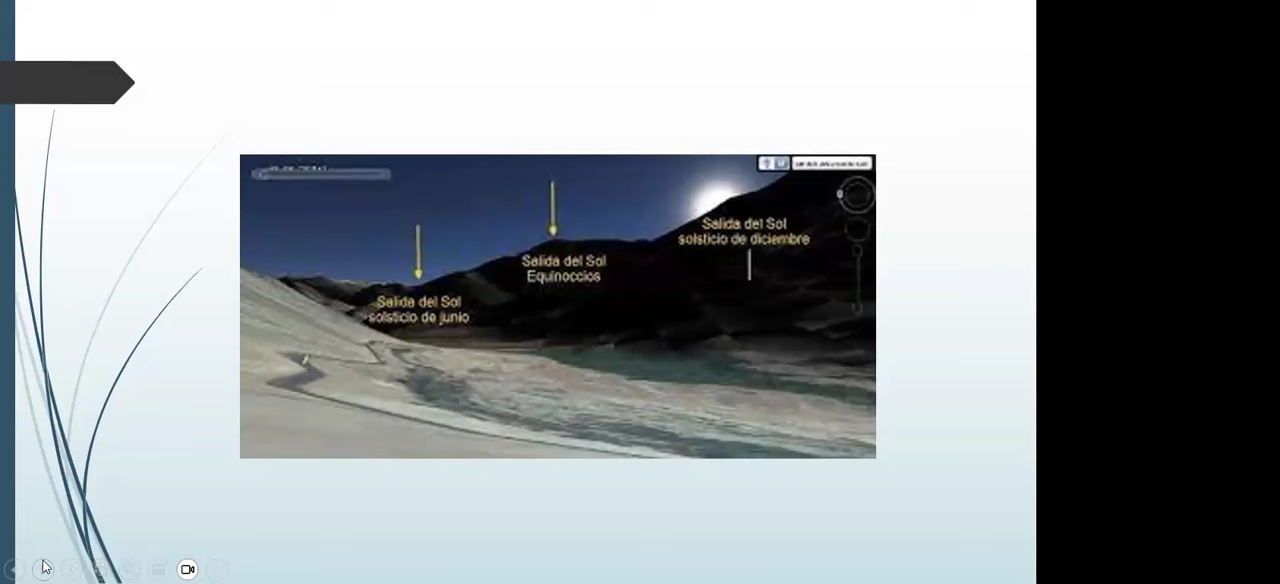 Salida del Sol
solsticio de diciembre
Salida del Sol
Equinoccios
Salida del Sol
solsticio de junio